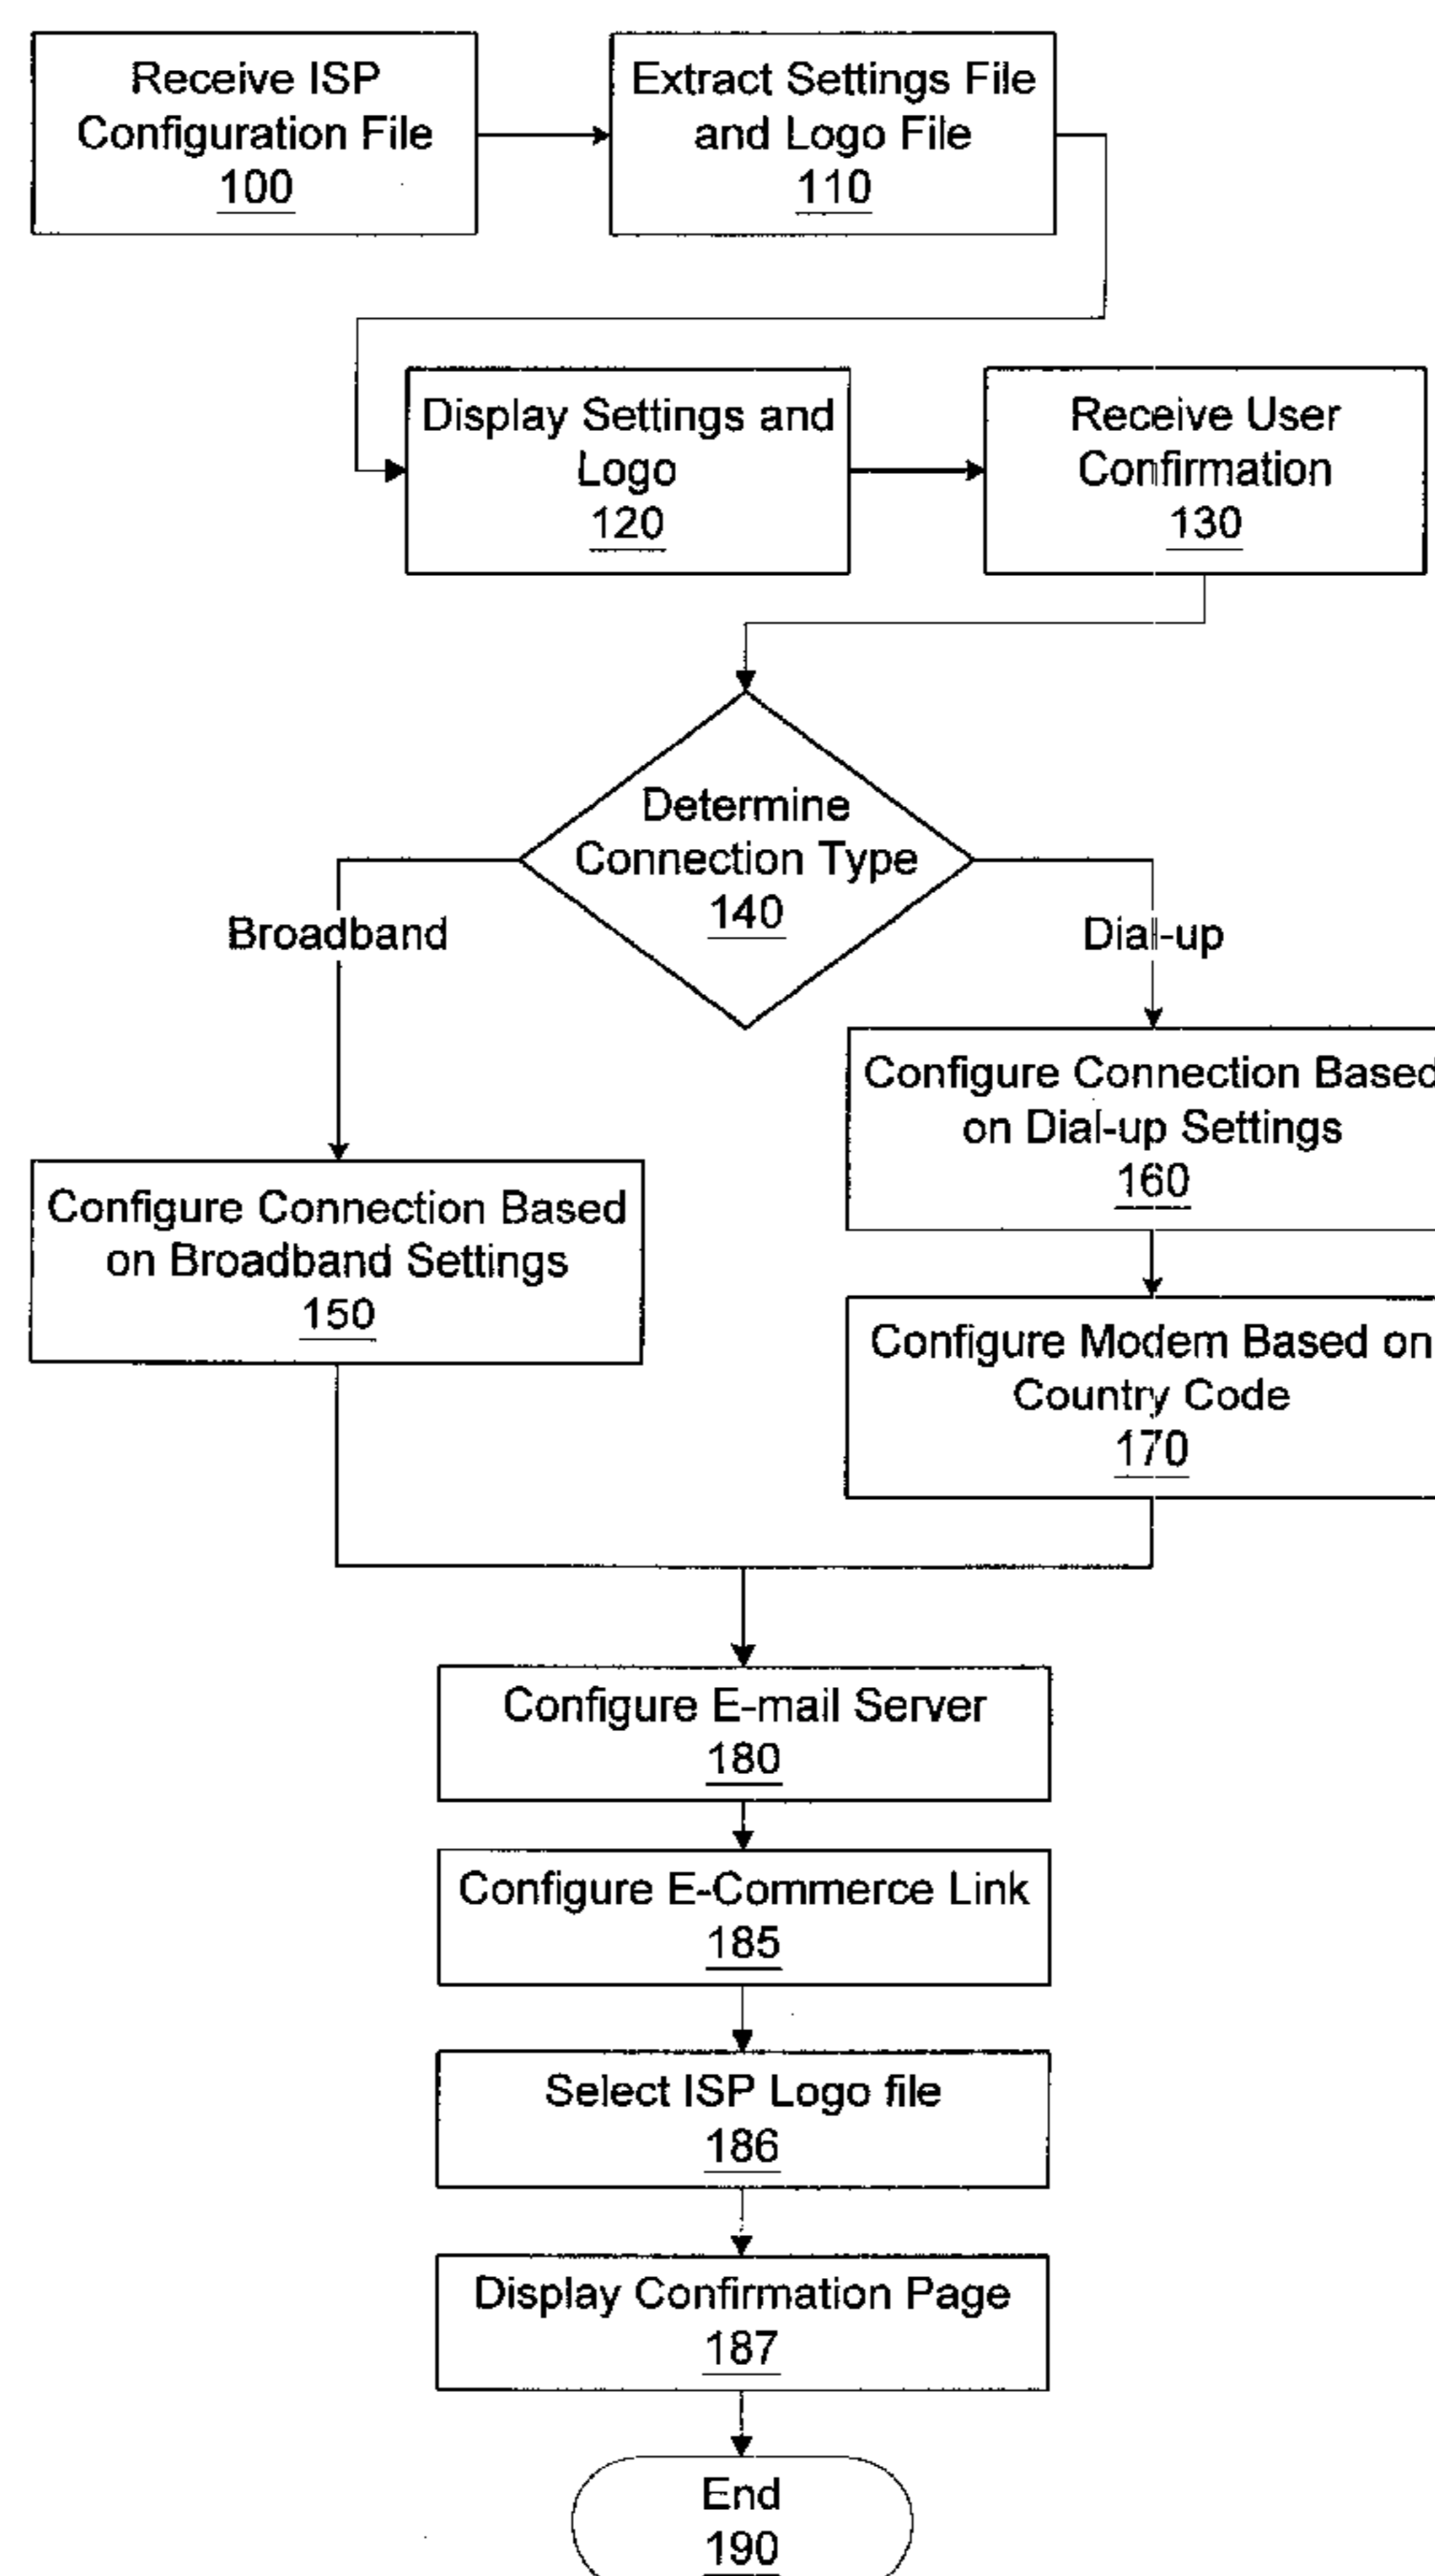 Receive ISP
Configuration File
100
Extract Settings File
and Logo File
110
Display Settings and
Logo
120
Receive User
Confirmation
130
Determine
Connection Type
140
Broadband
Dial-up
Configure Connection Based
on Dial-up Settings
160
Configure Connection Based
on Broadband Settings
150
Configure Modem Based on
Country Code
170
Configure E-mail Server
180
Configure E-Commerce Link
185
Select ISP Logo file
186
Display Confirmation Page
187
End
190